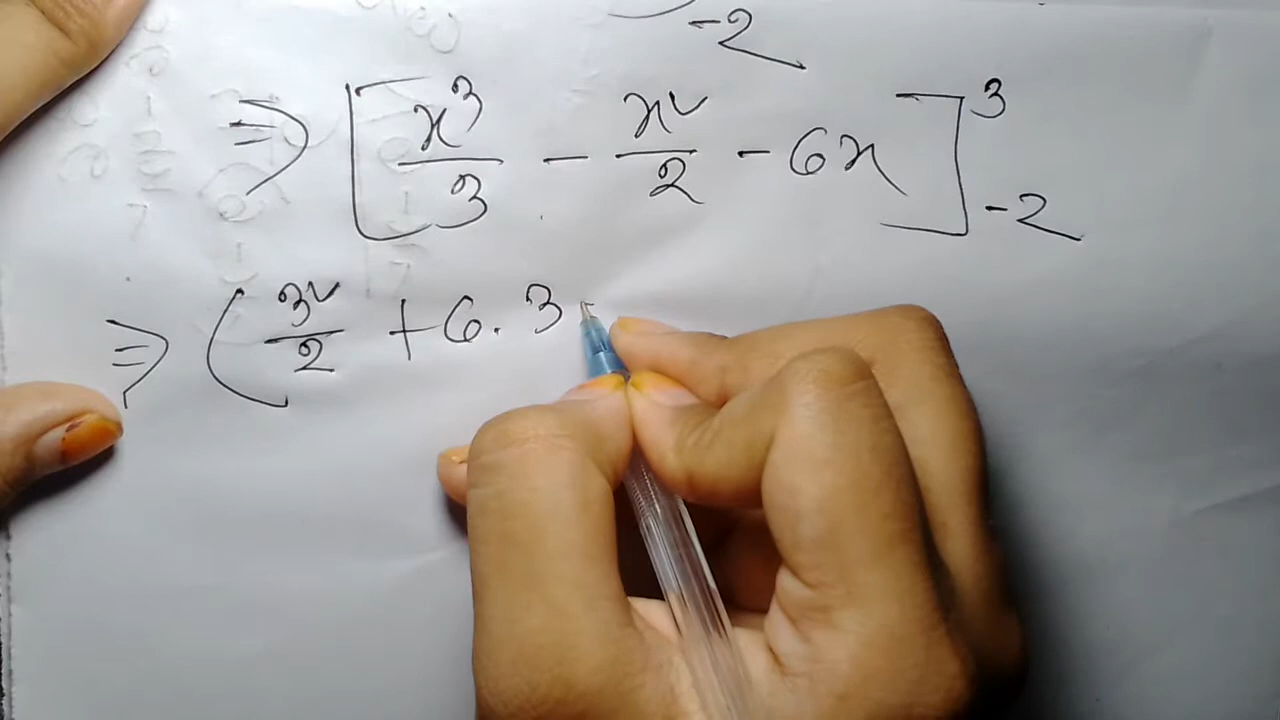 -2
⇒ [x³/3 - x²/2 - 6x]³₋₂
⇒ (3²/2 + 6.3